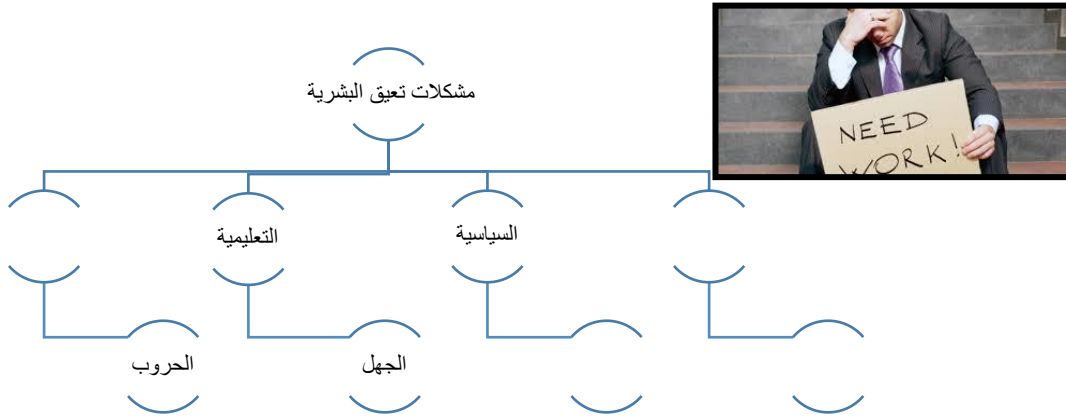 مشكلات تعيق البشرية
السياسية
التعليمية
الجهل
الحروب
NEED
WORK!